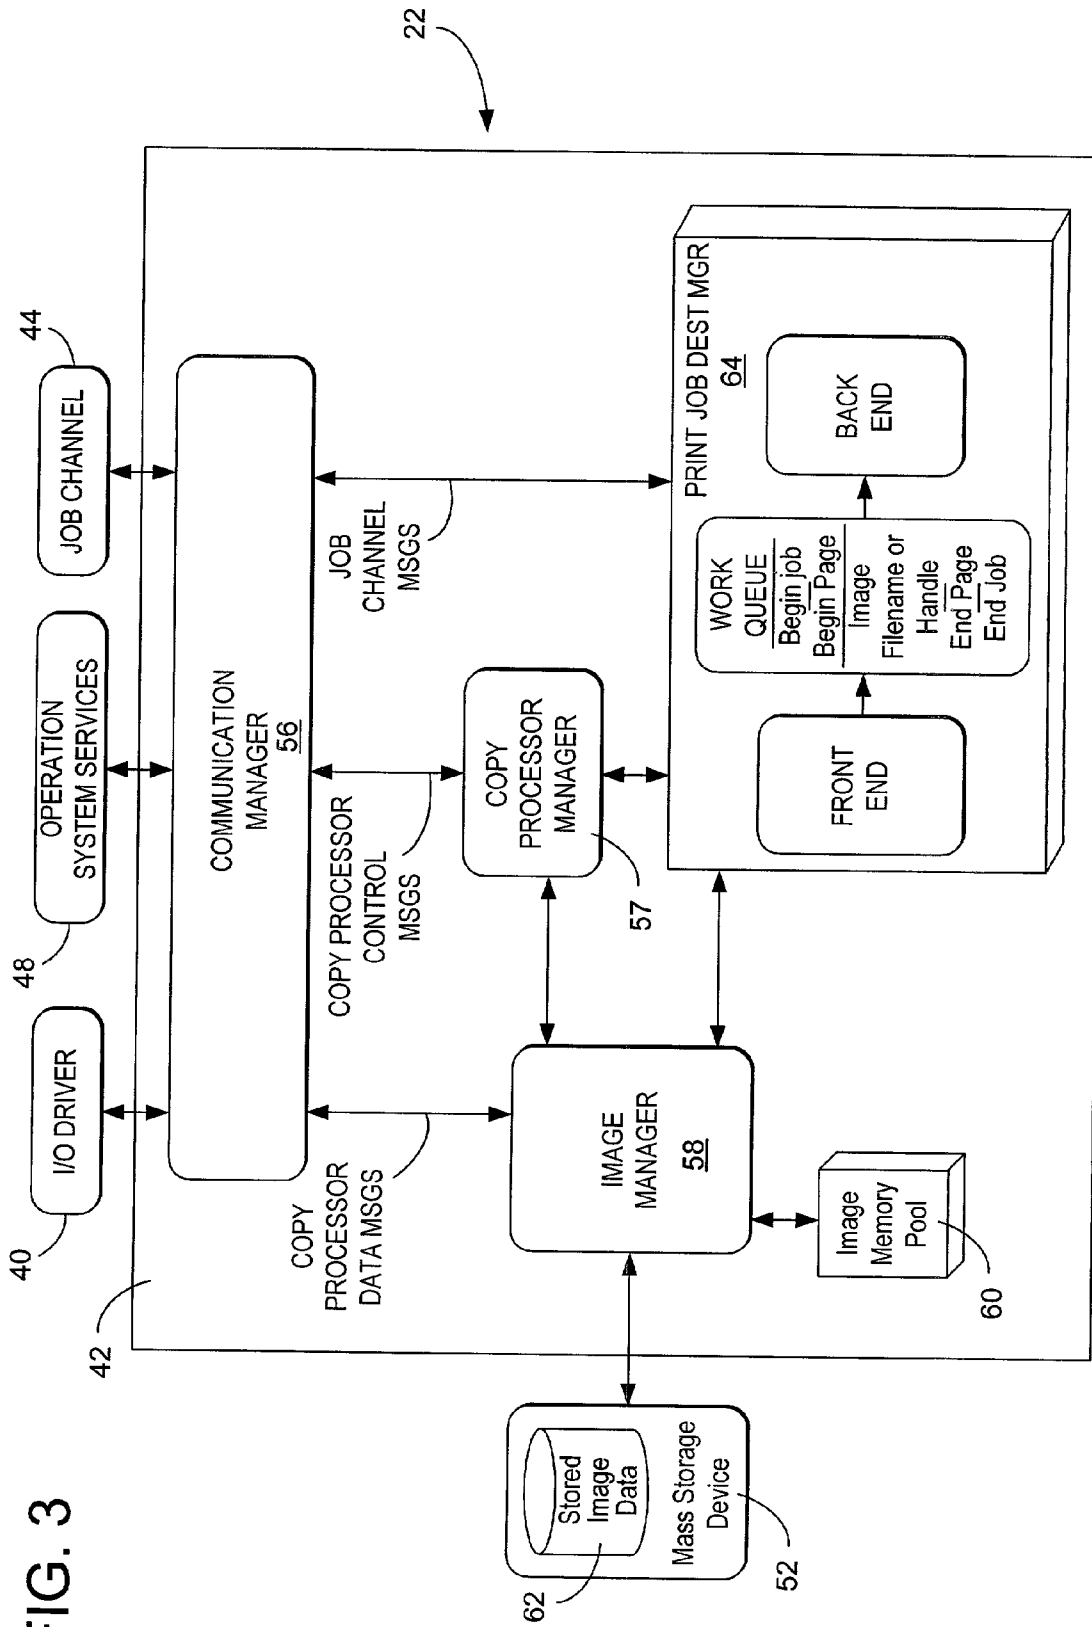 FIG. 3
22
40
I/O DRIVER
48
OPERATION
SYSTEM SERVICES
44
JOB CHANNEL
42
COMMUNICATION
MANAGER
56
COPY
PROCESSOR
DATA MSGS
COPY PROCESSOR
CONTROL
MSGS
JOB
CHANNEL
MSGS
COPY
PROCESSOR
MANAGER
57
IMAGE
MANAGER
58
Stored
Image
Data
Mass Storage
Device
62
52
Image
Memory
Pool
60
PRINT JOB DEST MGR
64
FRONT
END
WORK
QUEUE
Begin job
Begin Page
Image
Filename or
Handle
End Page
End Job
BACK
END